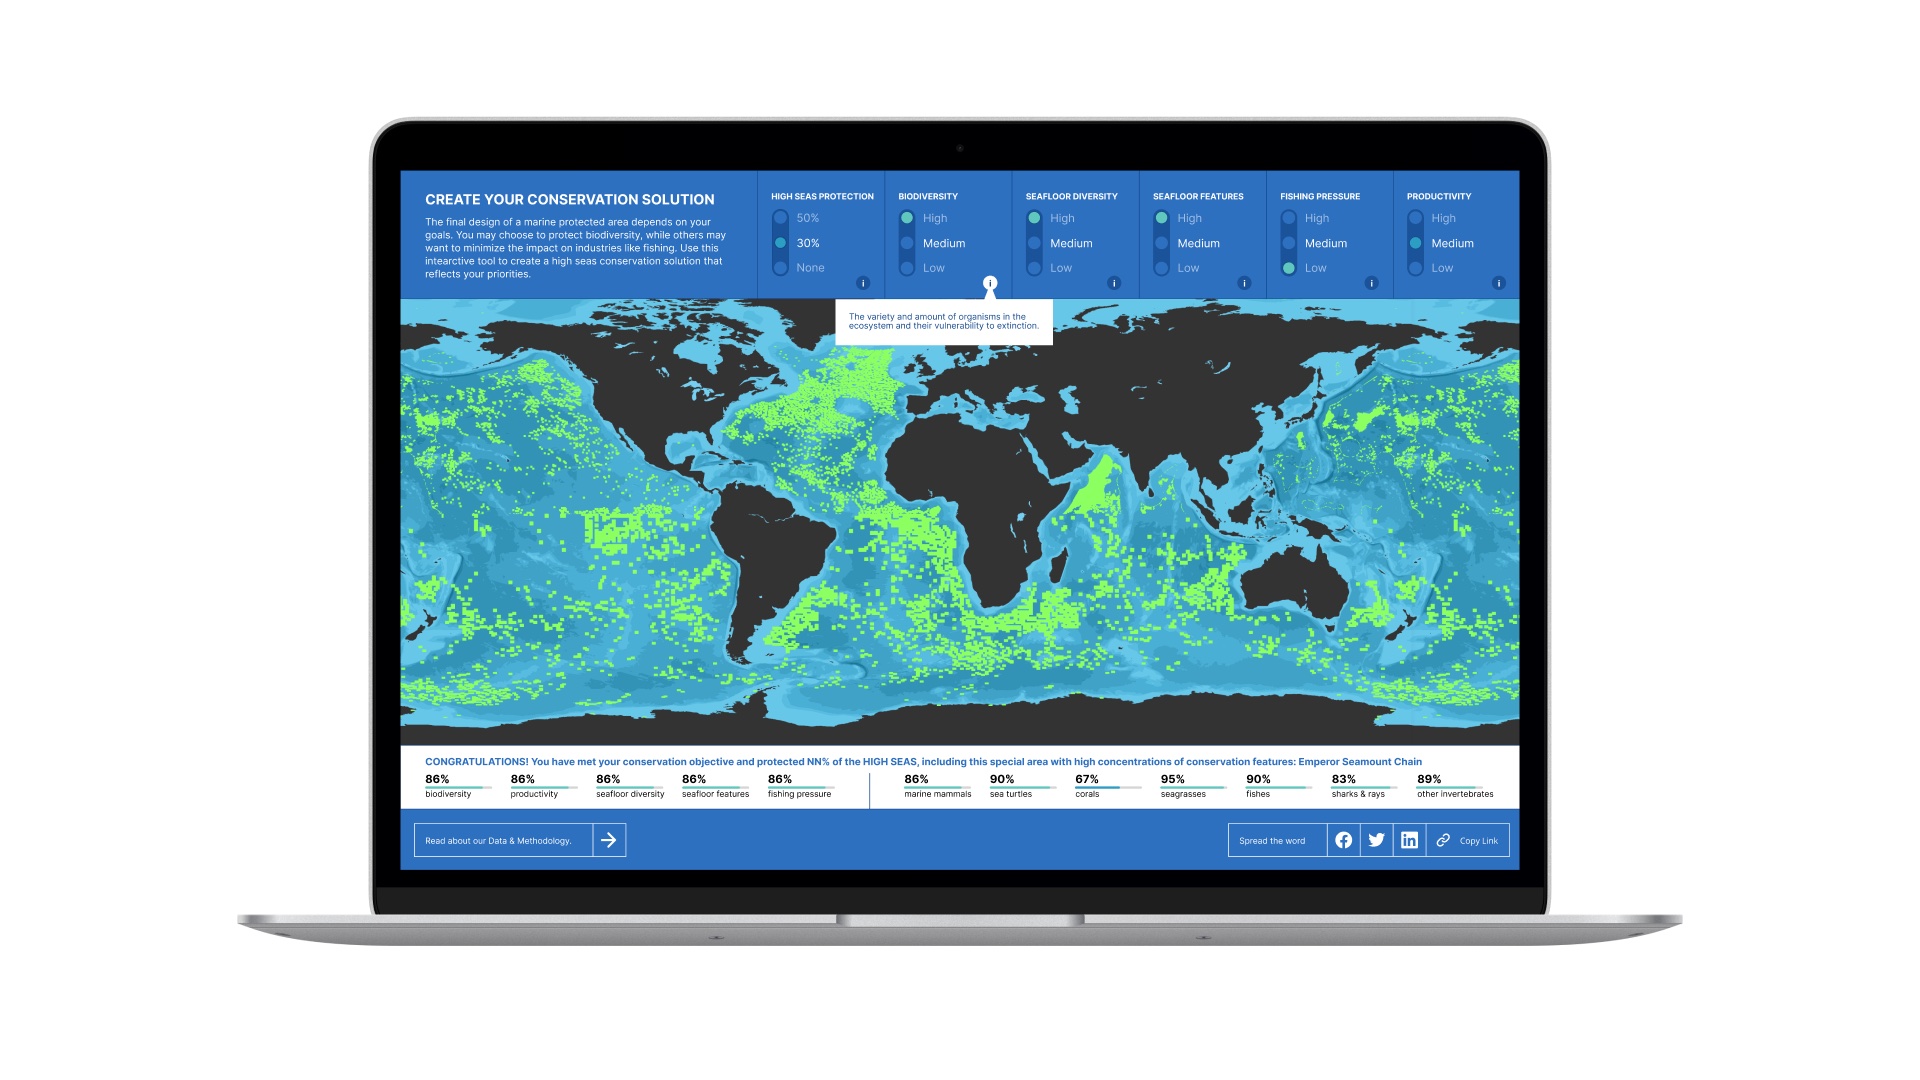 CREATE YOUR CONSERVATION SOLUTION
The final design of a marine protected area depends on your
goals. You may choose to protect biodiversity, while others may
want to minimize the impact on industries like fishing. Use this
intearctive tool to create a high seas conservation solution that
reflects your priorities.
HIGH SEAS PROTECTION
50%
30%
None
i
BIODIVERSITY
High
Medium
Low
i
SEAFLOOR DIVERSITY
High
Medium
Low
i
SEAFLOOR FEATURES
High
Medium
Low
i
FISHING PRESSURE
High
Medium
Low
i
PRODUCTIVITY
High
Medium
Low
i
The variety and amount of organisms in the
ecosystem and their vulnerability to extinction.
CONGRATULATIONS! You have met your conservation objective and protected NN% of the HIGH SEAS, including this special area with high concentrations of conservation features: Emperor Seamount Chain
86%
biodiversity
86%
productivity
86%
seafloor diversity
86%
seafloor features
86%
fishing pressure
86%
marine mammals
90%
sea turtles
67%
corals
95%
seagrasses
90%
fishes
83%
sharks & rays
89%
other invertebrates
Read about our Data & Methodology.
Spread the word
Copy Link